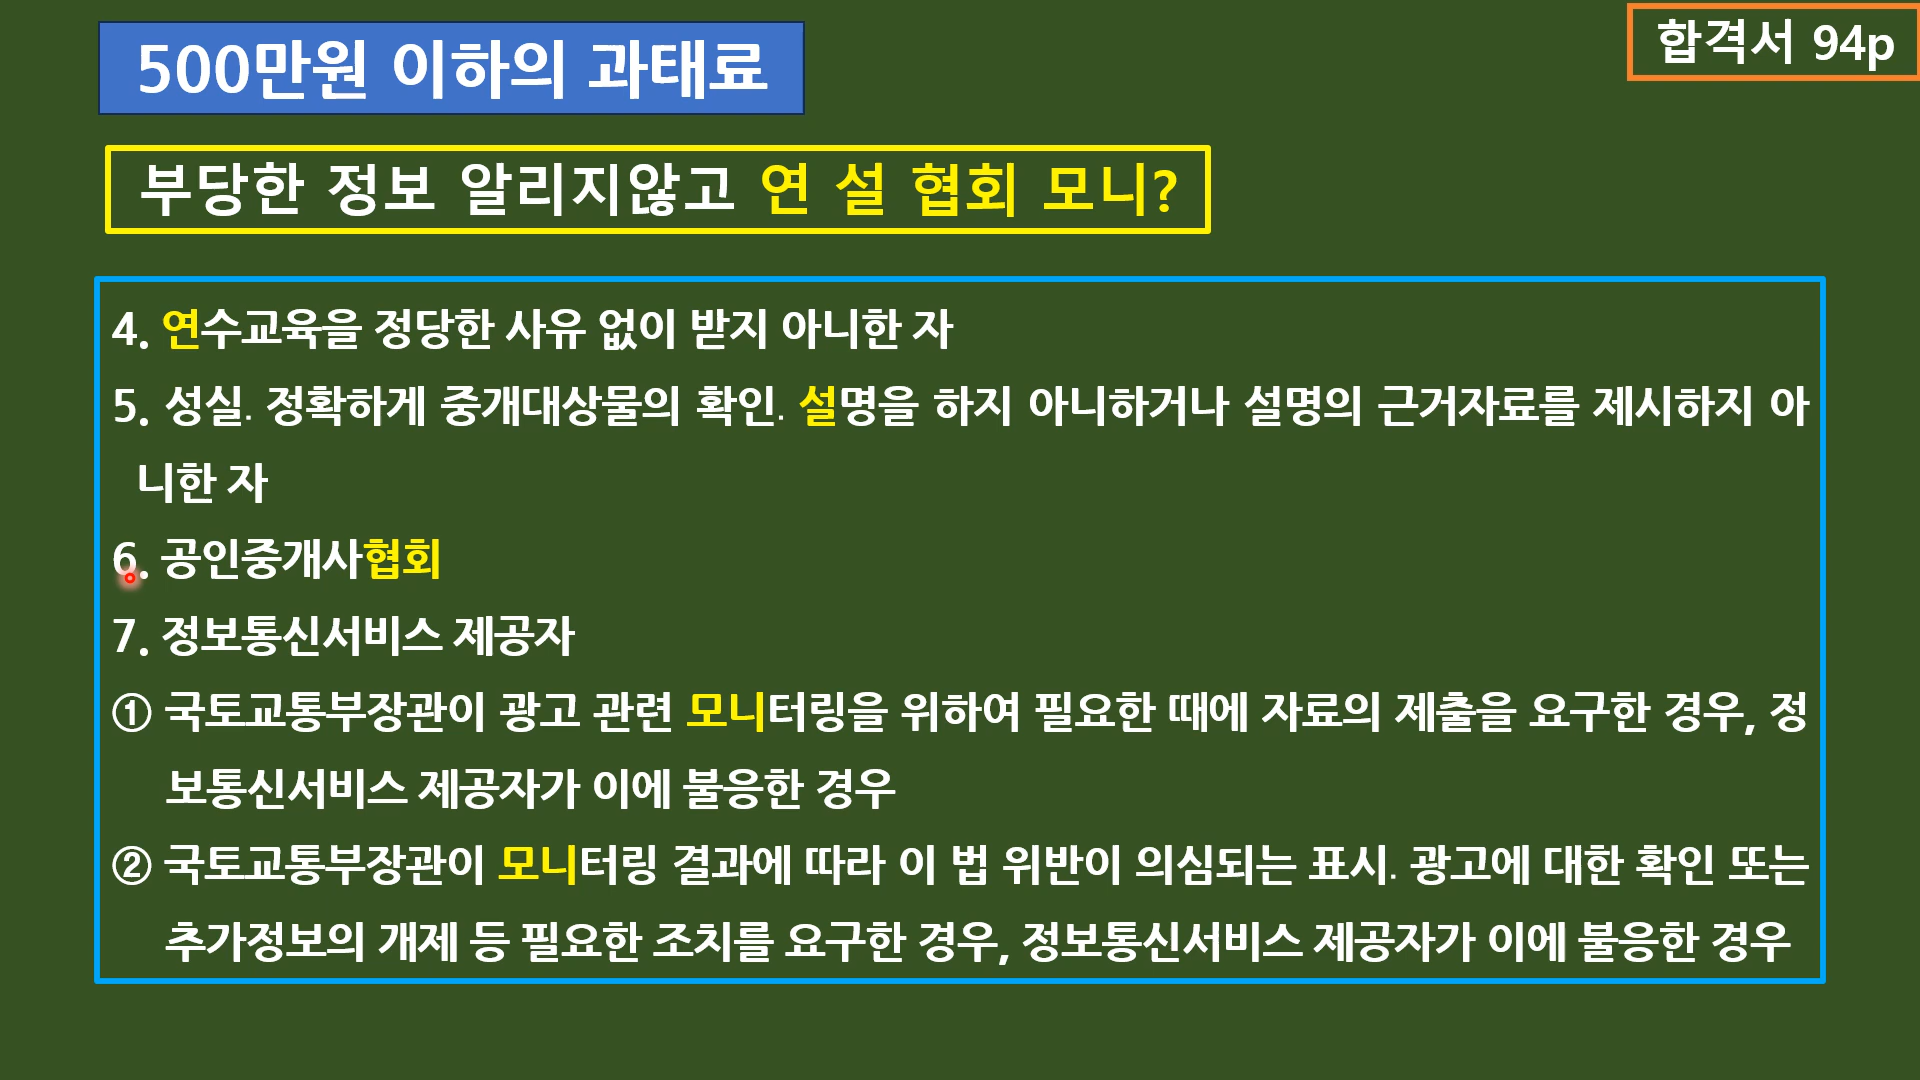 500만원 이하의 과태료
합격서 94p
부당한 정보 알리지않고 연 설 협회 모니?
4. 연수교육을 정당한 사유 없이 받지 아니한 자
5. 성실. 정확하게 중개대상물의 확인. 설명을 하지 아니하거나 설명의 근거자료를 제시하지 아
니한 자
6. 공인중개사협회
7. 정보통신서비스 제공자
① 국토교통부장관이 광고 관련 모니터링을 위하여 필요한 때에 자료의 제출을 요구한 경우, 정
보통신서비스 제공자가 이에 불응한 경우
② 국토교통부장관이 모니터링 결과에 따라 이 법 위반이 의심되는 표시. 광고에 대한 확인 또는
추가정보의 개제 등 필요한 조치를 요구한 경우, 정보통신서비스 제공자가 이에 불응한 경우